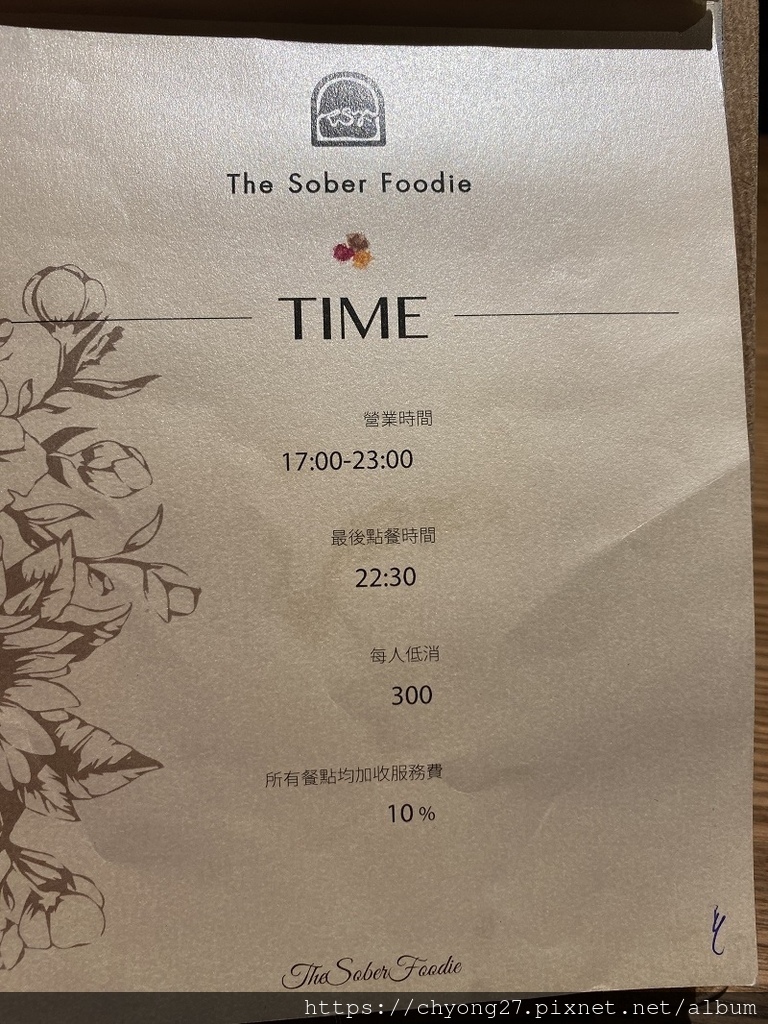 TSF
The Sober Foodie
TIME
營業時間
17:00-23:00
最後點餐時間
22:30
每人低消
300
所有餐點均加收服務費
10%
The Sober Foodie
https://chyong27.pixnet.net/album